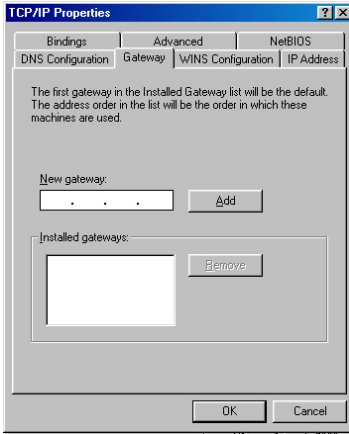 TCP/IP Properties
Bindings Advanced NetBIOS
DNS Configuration Gateway WINS Configuration IP Address
The first gateway in the Installed Gateway list will be the default.
The address order in the list will be the order in which these
machines are used.
New gateway:
. . . Add
Installed gateways:
Remove
OK Cancel